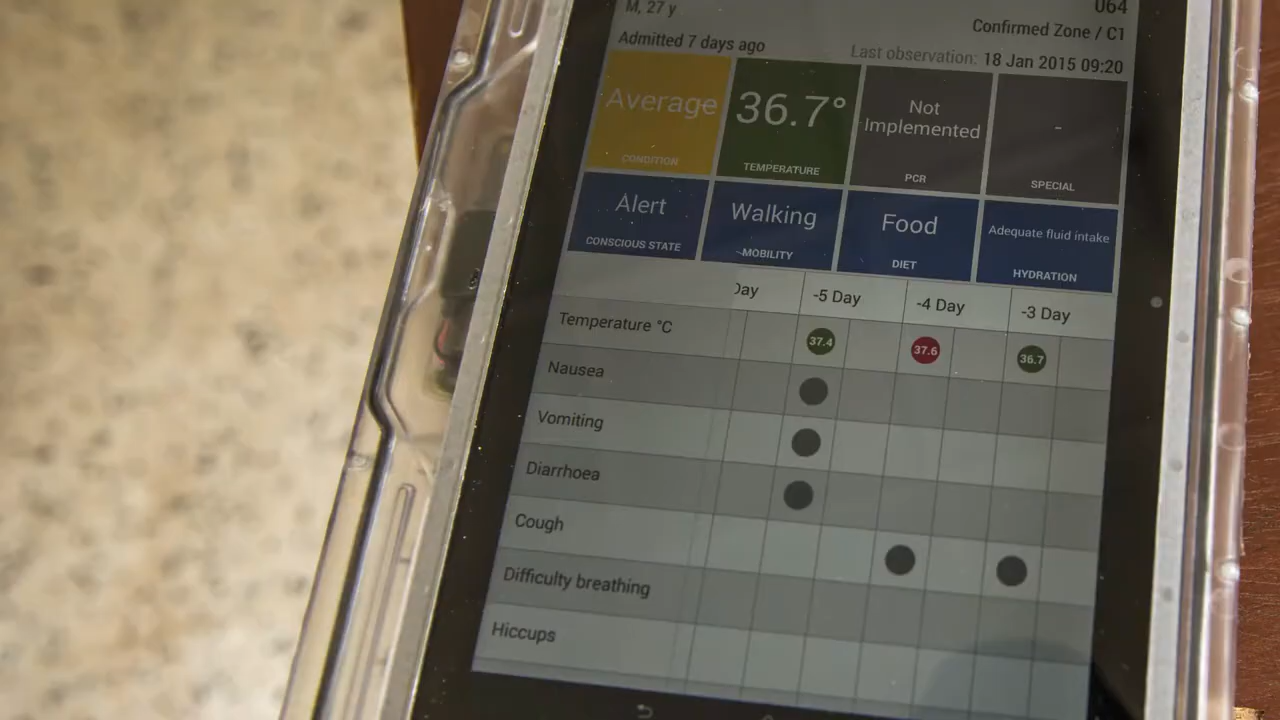 M, 27 y
064
Confirmed Zone / C1
Admitted 7 days ago
Last observation: 18 Jan 2015 09:20
Average
CONDITION
36.7°
TEMPERATURE
Not
Implemented
PCR
-
SPECIAL
Alert
CONSCIOUS STATE
Walking
MOBILITY
Food
DIET
Adequate fluid intake
HYDRATION
Day
-5 Day
-4 Day
-3 Day
Temperature °C
37.4
37.6
36.7
Nausea
Vomiting
Diarrhoea
Cough
Difficulty breathing
Hiccups